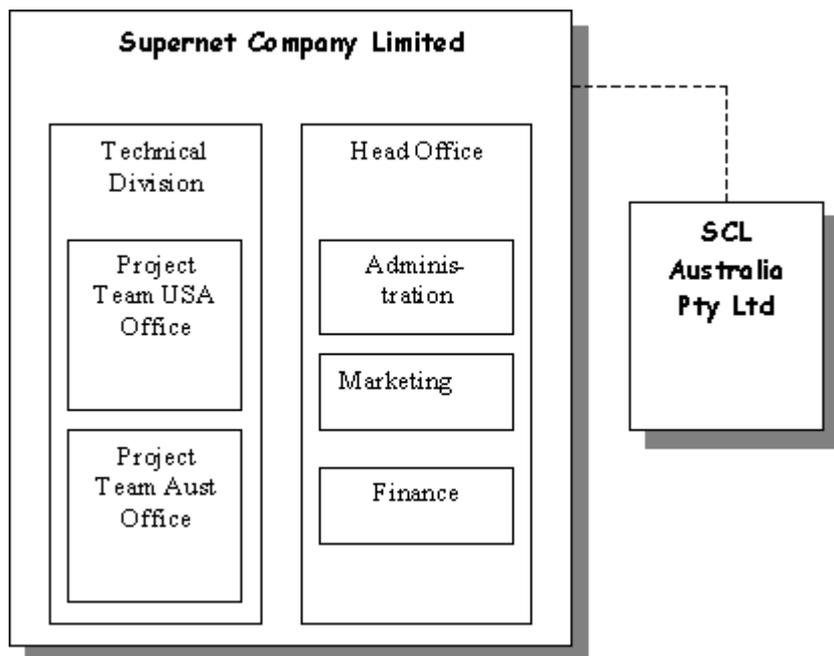 Supernet Company Limited
Technical
Division
Project
Team USA
Office
Project
Team Aust
Office
Head Office
Adminis-
tration
Marketing
Finance
SCL
Australia
Pty Ltd